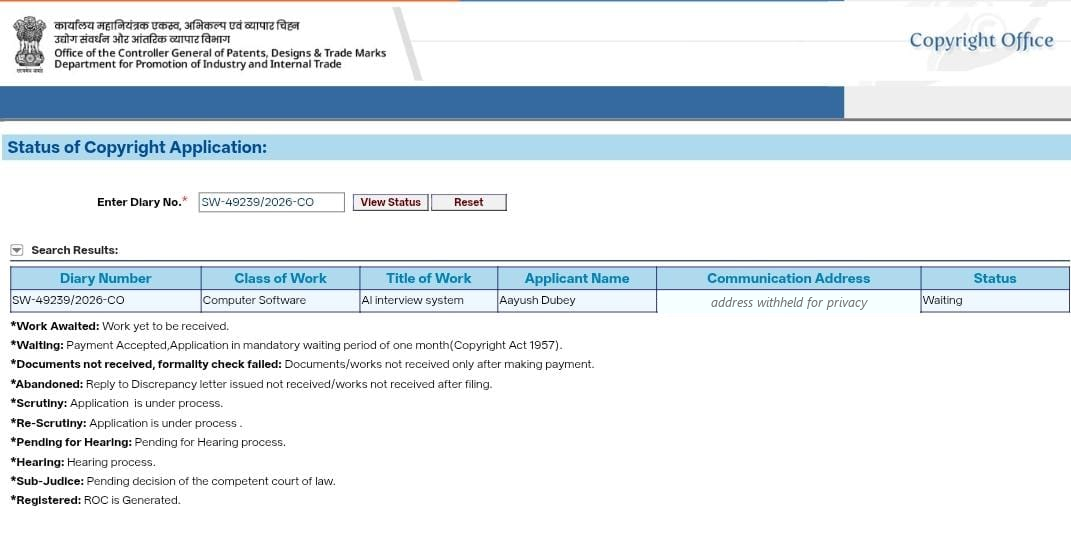 कार्यालय महानियंत्रक एकस्व, अभिकल्प एवं व्यापार चिह्न
उद्योग संवर्धन और आंतरिक व्यापार विभाग
Office of the Controller General of Patents, Designs & Trade Marks
Department for Promotion of Industry and Internal Trade
सत्यमेव जयते
Copyright Office
Status of Copyright Application:
Enter Diary No.* SW-49239/2026-CO View Status Reset
Search Results:
Diary Number Class of Work Title of Work Applicant Name Communication Address Status
SW-49239/2026-CO Computer Software AI interview system Aayush Dubey address withheld for privacy Waiting
*Work Awaited: Work yet to be received.
*Waiting: Payment Accepted,Application in mandatory waiting period of one month(Copyright Act 1957).
*Documents not received, formality check failed: Documents/works not received only after making payment.
*Abandoned: Reply to Discrepancy letter issued not received/works not received after filing.
*Scrutiny: Application is under process.
*Re-Scrutiny: Application is under process .
*Pending for Hearing: Pending for Hearing process.
*Hearing: Hearing process.
*Sub-Judice: Pending decision of the competent court of law.
*Registered: ROC is Generated.